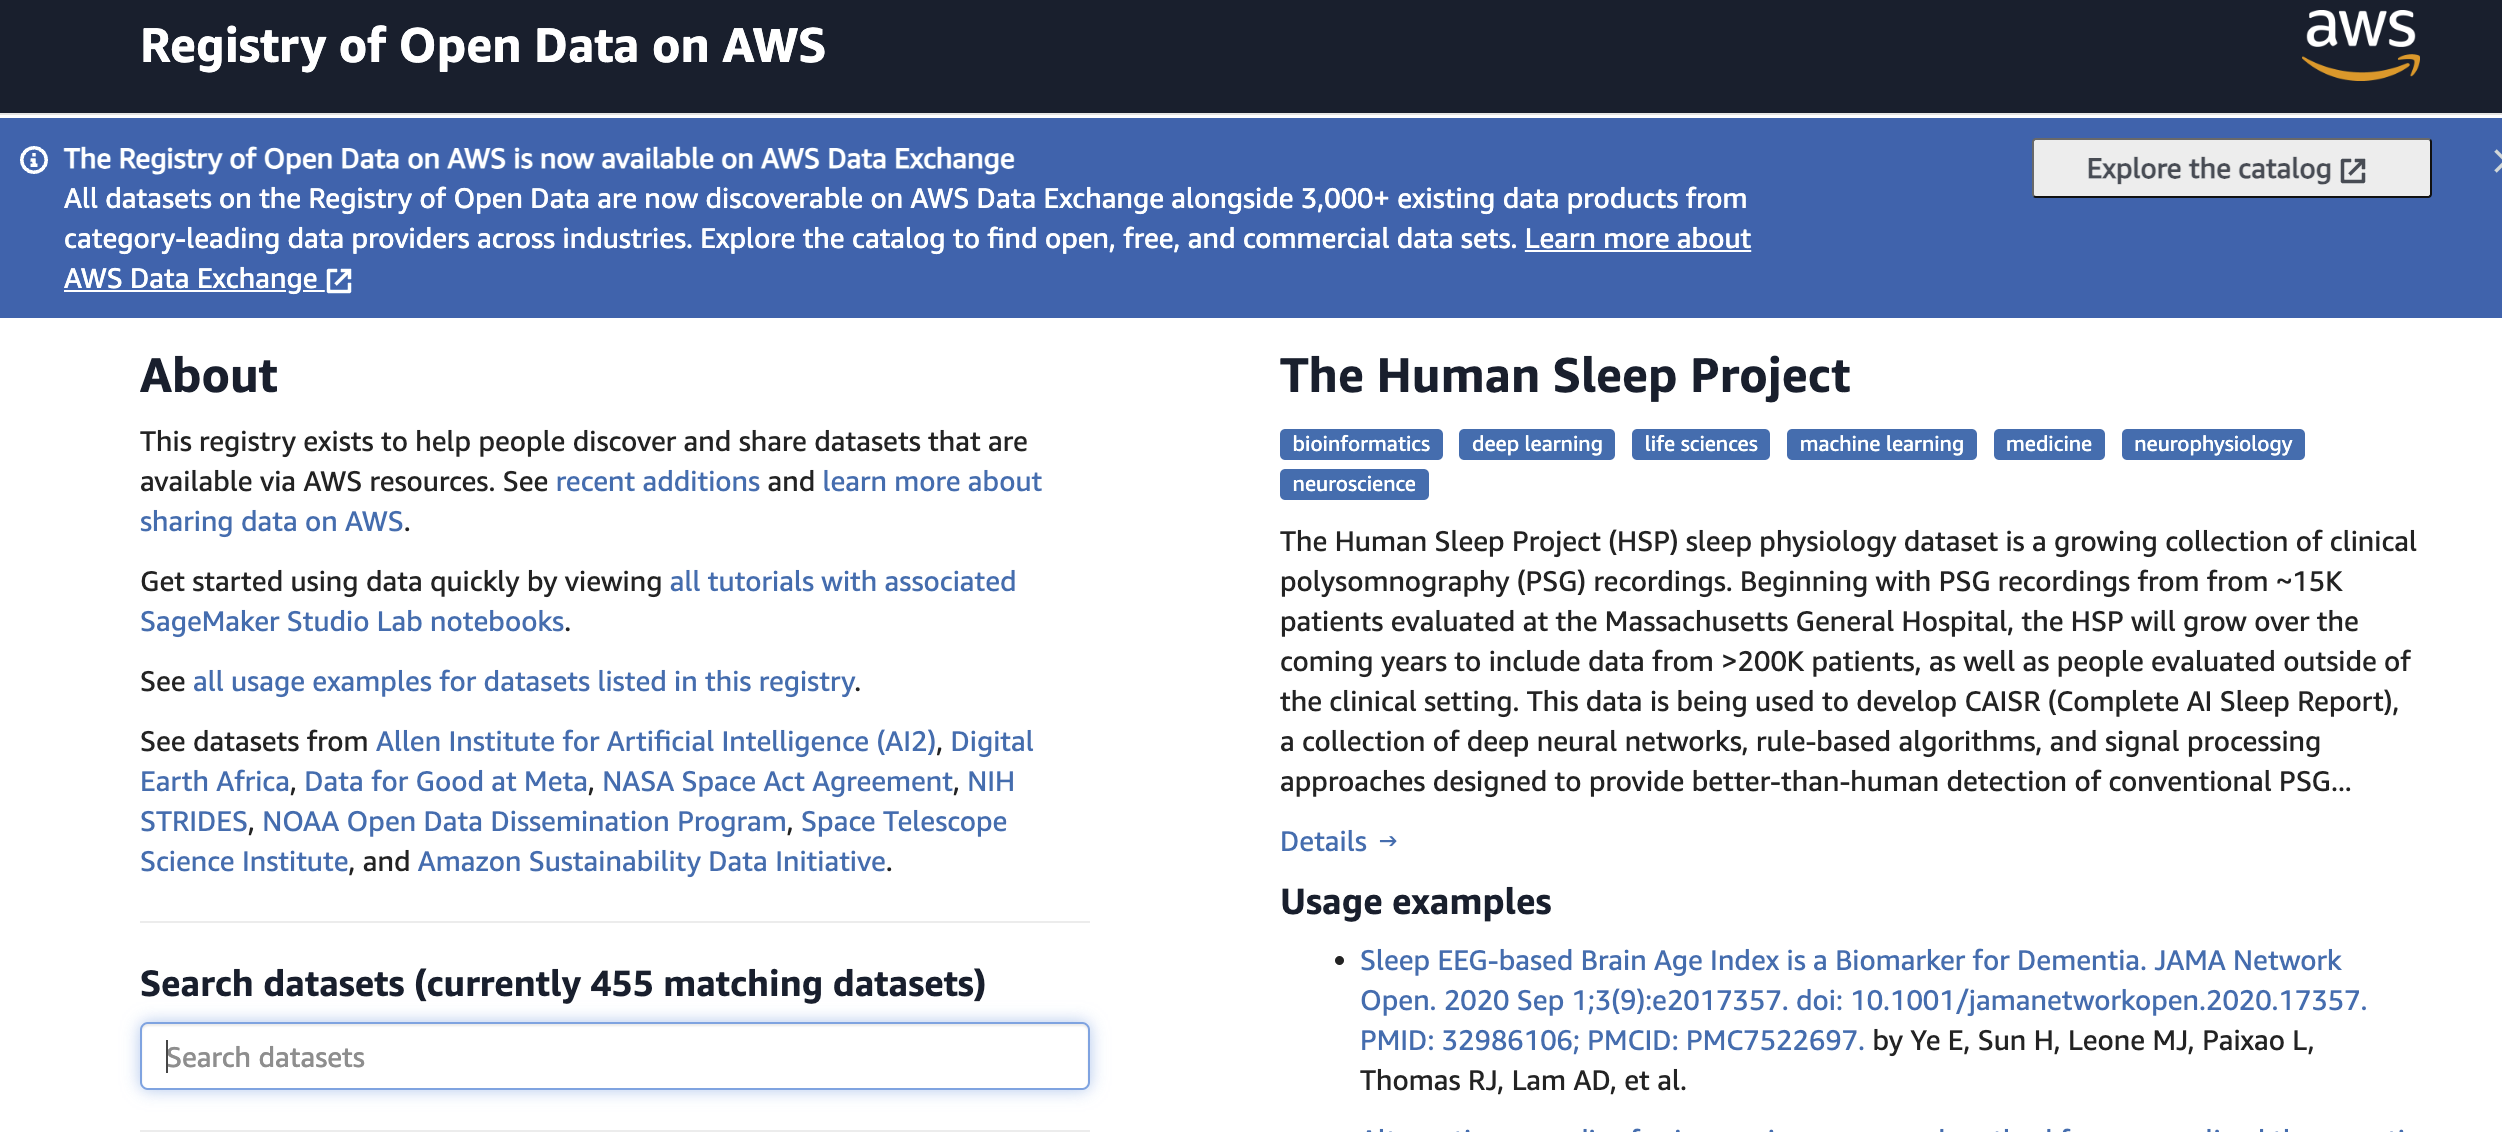 Registry of Open Data on AWS
aws
The Registry of Open Data on AWS is now available on AWS Data Exchange
All datasets on the Registry of Open Data are now discoverable on AWS Data Exchange alongside 3,000+ existing data products from
category-leading data providers across industries. Explore the catalog to find open, free, and commercial data sets. Learn more about
AWS Data Exchange
Explore the catalog
About
This registry exists to help people discover and share datasets that are
available via AWS resources. See recent additions and learn more about
sharing data on AWS.
Get started using data quickly by viewing all tutorials with associated
SageMaker Studio Lab notebooks.
See all usage examples for datasets listed in this registry.
See datasets from Allen Institute for Artificial Intelligence (AI2), Digital
Earth Africa, Data for Good at Meta, NASA Space Act Agreement, NIH
STRIDES, NOAA Open Data Dissemination Program, Space Telescope
Science Institute, and Amazon Sustainability Data Initiative.
Search datasets (currently 455 matching datasets)
Search datasets
The Human Sleep Project
bioinformatics deep learning life sciences machine learning medicine neurophysiology
neuroscience
The Human Sleep Project (HSP) sleep physiology dataset is a growing collection of clinical
polysomnography (PSG) recordings. Beginning with PSG recordings from from ~15K
patients evaluated at the Massachusetts General Hospital, the HSP will grow over the
coming years to include data from >200K patients, as well as people evaluated outside of
the clinical setting. This data is being used to develop CAISR (Complete AI Sleep Report),
a collection of deep neural networks, rule-based algorithms, and signal processing
approaches designed to provide better-than-human detection of conventional PSG...
Details →
Usage examples
• Sleep EEG-based Brain Age Index is a Biomarker for Dementia. JAMA Network
Open. 2020 Sep 1;3(9):e2017357. doi: 10.1001/jamanetworkopen.2020.17357.
PMID: 32986106; PMCID: PMC7522697. by Ye E, Sun H, Leone MJ, Paixao L,
Thomas RJ, Lam AD, et al.